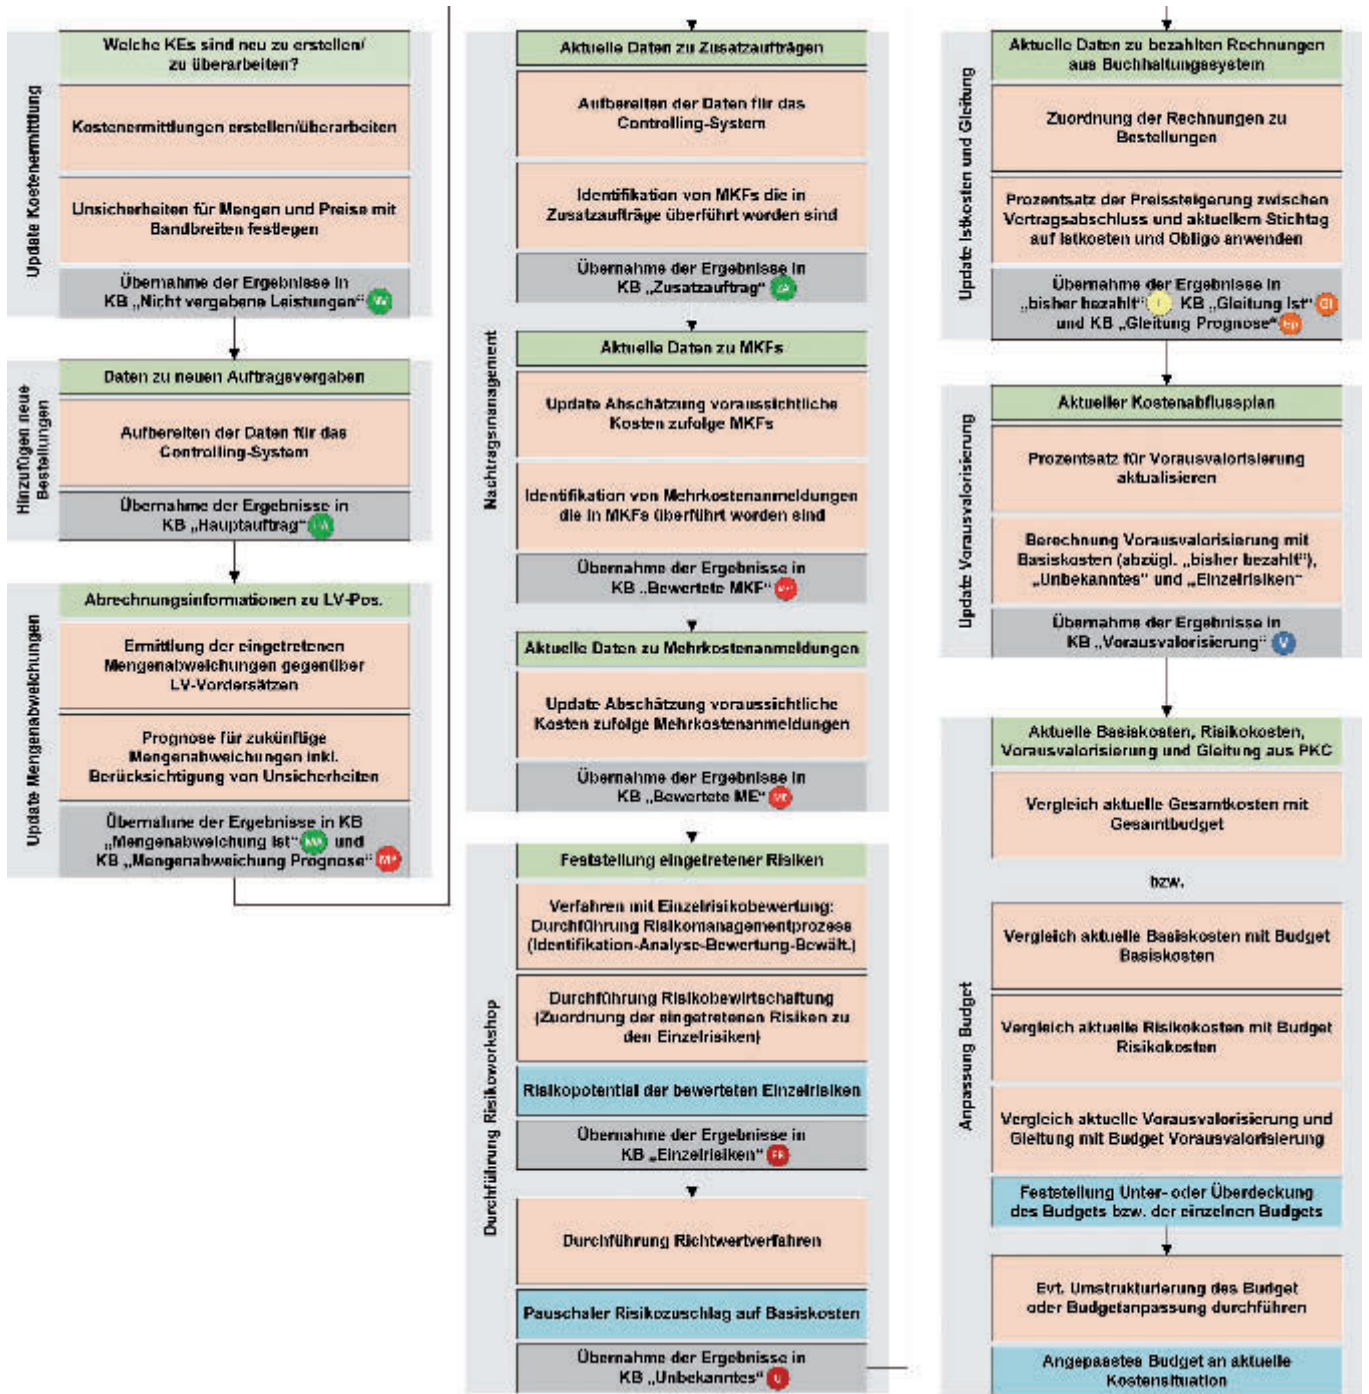 Update Kostenermittlung
Welche KEs sind neu zu erstellen/
zu überarbeiten?
Kostenermittlungen erstellen/überarbeiten
Unsicherheiten für Mengen und Preise mit
Bandbreiten festlegen
Übernahme der Ergebnisse in
KB „Nicht vergebene Leistungen“ NV
Hinzufügen neue
Bestellungen
Daten zu neuen Auftragsvergaben
Aufbereiten der Daten für das
Controlling-System
Übernahme der Ergebnisse in
KB „Hauptauftrag“ HA
Update Mengenabweichungen
Abrechnungsinformationen zu LV-Pos.
Ermittlung der eingetretenen
Mengenabweichungen gegenüber
LV-Vordersätzen
Prognose für zukünftige
Mengenabweichungen inkl.
Berücksichtigung von Unsicherheiten
Übernahme der Ergebnisse in KB
„Mengenabweichung Ist“ und
KB „Mengenabweichung Prognose“
Nachtragsmanagement
Aktuelle Daten zu Zusatzaufträgen
Aufbereiten der Daten für das
Controlling-System
Identifikation von MKFs die in
Zusatzaufträge überführt worden sind
Übernahme der Ergebnisse in
KB „Zusatzauftrag“ ZA
Aktuelle Daten zu MKFs
Update Abschätzung voraussichtliche
Kosten zufolge MKFs
Identifikation von Mehrkostenanmeldungen
die in MKFs überführt worden sind
Übernahme der Ergebnisse in
KB „Bewertete MKF“
Aktuelle Daten zu Mehrkostenanmeldungen
Update Abschätzung voraussichtliche
Kosten zufolge Mehrkostenanmeldungen
Übernahme der Ergebnisse in
KB „Bewertete ME“ ME
Durchführung Risikoworkshop
Feststellung eingetretener Risiken
Verfahren mit Einzelrisikobewertung:
Durchführung Risikomanagementprozess
(Identifikation-Analyse-Bewertung-Bewält.)
Durchführung Risikobewirtschaftung
(Zuordnung der eingetretenen Risiken zu
den Einzelrisiken)
Risikopotential der bewerteten Einzelrisiken
Übernahme der Ergebnisse in
KB „Einzelrisiken“ ER
Durchführung Richtwertverfahren
Pauschaler Risikozuschlag auf Basiskosten
Übernahme der Ergebnisse in
KB „Unbekanntes“ U
Update Istkosten und Gleitung
Aktuelle Daten zu bezahlten Rechnungen
aus Buchhaltungssystem
Zuordnung der Rechnungen zu
Bestellungen
Prozentsatz der Preissteigerung zwischen
Vertragsabschluss und aktuellem Stichtag
auf Istkosten und Obligo anwenden
Übernahme der Ergebnisse in
„bisher bezahlt“ I KB „Gleitung Ist“ GI
und KB „Gleitung Prognose“ Gp
Update Vorausvalorisierung
Aktueller Kostenabflussplan
Prozentsatz für Vorausvalorisierung
aktualisieren
Berechnung Vorausvalorisierung mit
Basiskosten (abzügl. „bisher bezahlt“),
„Unbekanntes“ und „Einzelrisiken“
Übernahme der Ergebnisse in
KB „Vorausvalorisierung“ V
Anpassung Budget
Aktuelle Basiskosten, Risikokosten,
Vorausvalorisierung und Gleitung aus PKC
Vergleich aktuelle Gesamtkosten mit
Gesamtbudget
bzw.
Vergleich aktuelle Basiskosten mit Budget
Basiskosten
Vergleich aktuelle Risikokosten mit Budget
Risikokosten
Vergleich aktuelle Vorausvalorisierung und
Gleitung mit Budget Vorausvalorisierung
Feststellung Unter- oder Überdeckung
des Budgets bzw. der einzelnen Budgets
Evt. Umstrukturierung des Budget
oder Budgetanpassung durchführen
Angepasstes Budget an aktuelle
Kostensituation